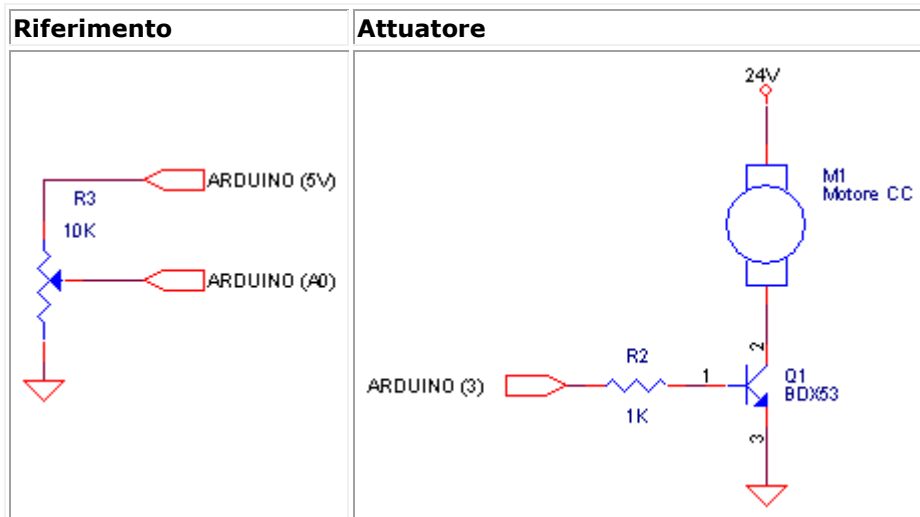 Riferimento
Attuatore
ARDUINO (5V)
R3
10K
ARDUINO (A0)
24V
M1
Motore CC
2
ARDUINO (3)
R2
1K
1
Q1
BDX53
3